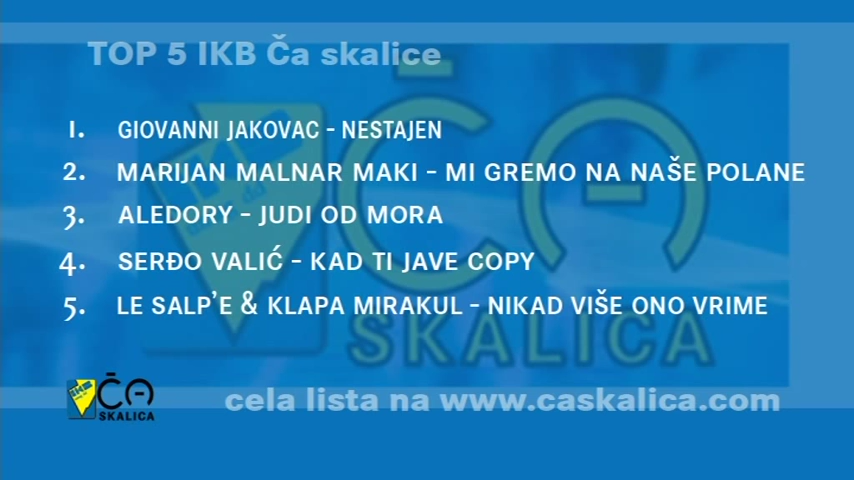 TOP 5 IKB Ča skalice
1. GIOVANNI JAKOVAC - NESTAJEN
2. MARIJAN MALNAR MAKI - MI GREMO NA NAŠE POLANE
3. ALEDORY - JUDI OD MORA
4. SERĐO VALIĆ - KAD TI JAVE COPY
5. LE SALP'E & KLAPA MIRAKUL - NIKAD VIŠE ONO VRIME
ČA
SKALICA
ČA
SKALICA
cela lista na www.caskalica.com